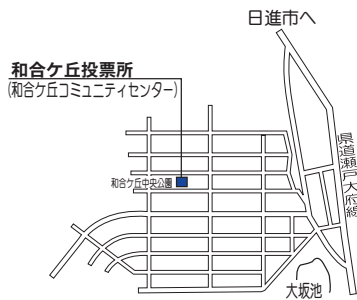 日進市へ
和合ケ丘投票所
(和合ケ丘コミュニティセンター)
県道瀬戸大府線
和合ケ丘中央公園
大坂池